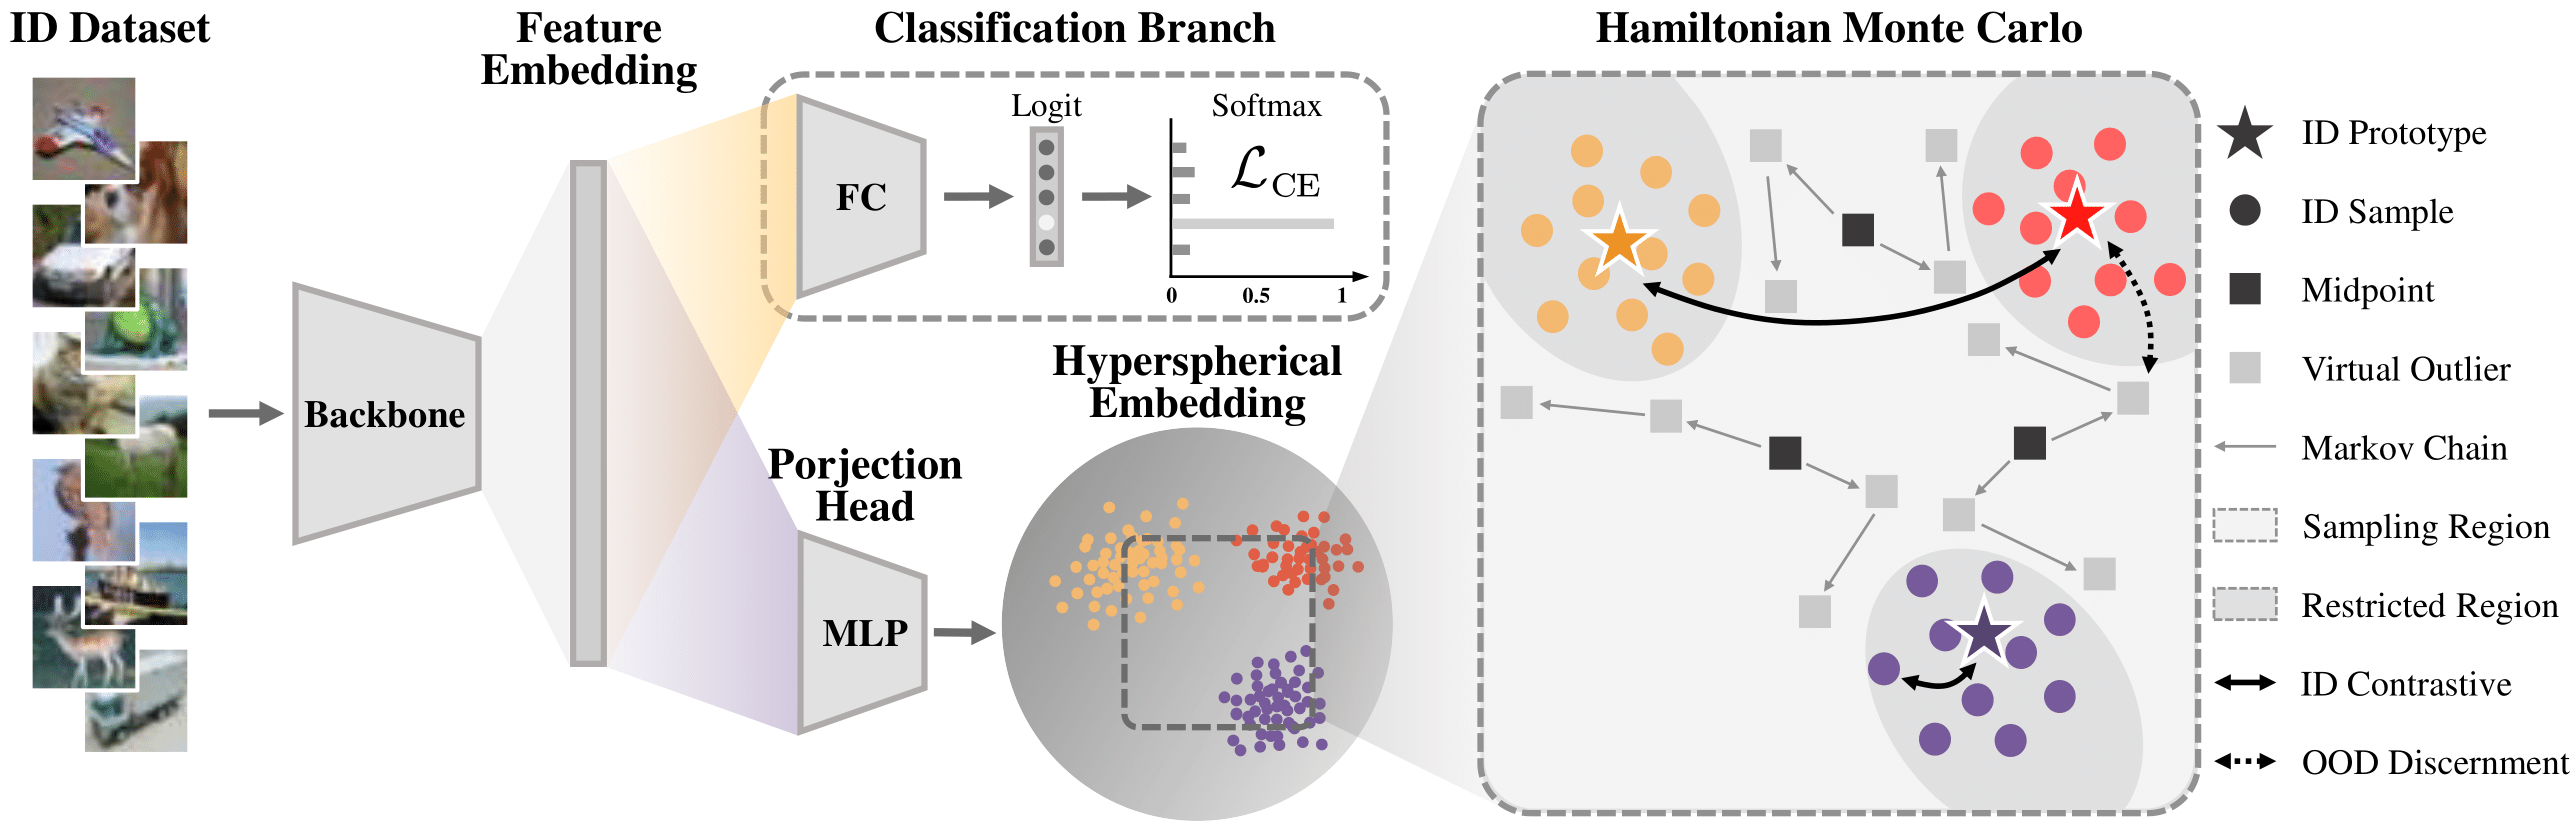 ID Dataset
Feature
Embedding
Classification Branch
Hamiltonian Monte Carlo
Logit
Softmax
FC
ℒCE
0 0.5 1
Backbone
Hyperspherical
Embedding
Porjection
Head
MLP
ID Prototype
ID Sample
Midpoint
Virtual Outlier
Markov Chain
Sampling Region
Restricted Region
ID Contrastive
OOD Discernment